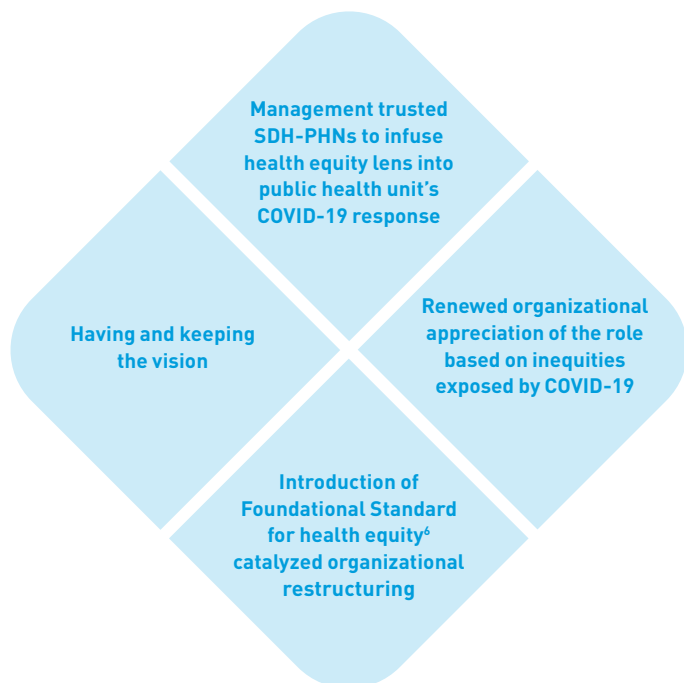 Management trusted
SDH-PHNs to infuse
health equity lens into
public health unit's
COVID-19 response
Having and keeping
the vision
Renewed organizational
appreciation of the role
based on inequities
exposed by COVID-19
Introduction of
Foundational Standard
for health equity⁶
catalyzed organizational
restructuring